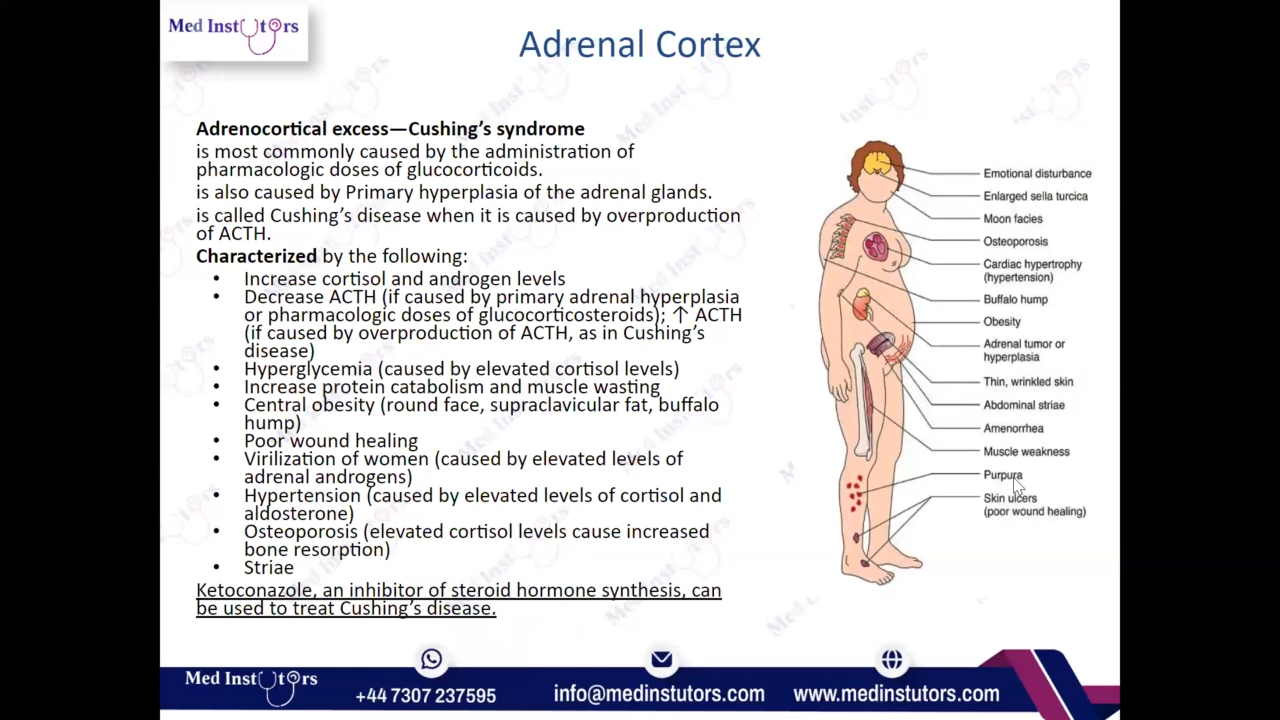 Med Instutors
Adrenal Cortex
Adrenocortical excess—Cushing's syndrome
is most commonly caused by the administration of
pharmacologic doses of glucocorticoids.
is also caused by Primary hyperplasia of the adrenal glands.
is called Cushing's disease when it is caused by overproduction
of ACTH.
Characterized by the following:
• Increase cortisol and androgen levels
• Decrease ACTH (if caused by primary adrenal hyperplasia
or pharmacologic doses of glucocorticosteroids); ↑ ACTH
(if caused by overproduction of ACTH, as in Cushing's
disease)
• Hyperglycemia (caused by elevated cortisol levels)
• Increase protein catabolism and muscle wasting
• Central obesity (round face, supraclavicular fat, buffalo
hump)
• Poor wound healing
• Virilization of women (caused by elevated levels of
adrenal androgens)
• Hypertension (caused by elevated levels of cortisol and
aldosterone)
• Osteoporosis (elevated cortisol levels cause increased
bone resorption)
• Striae
Ketoconazole, an inhibitor of steroid hormone synthesis, can
be used to treat Cushing's disease.
Emotional disturbance
Enlarged sella turcica
Moon facies
Osteoporosis
Cardiac hypertrophy
(hypertension)
Buffalo hump
Obesity
Adrenal tumor or
hyperplasia
Thin, wrinkled skin
Abdominal striae
Amenorrhea
Muscle weakness
Purpura
Skin ulcers
(poor wound healing)
Med Instutors
+44 7307 237595
info@medinstutors.com
www.medinstutors.com